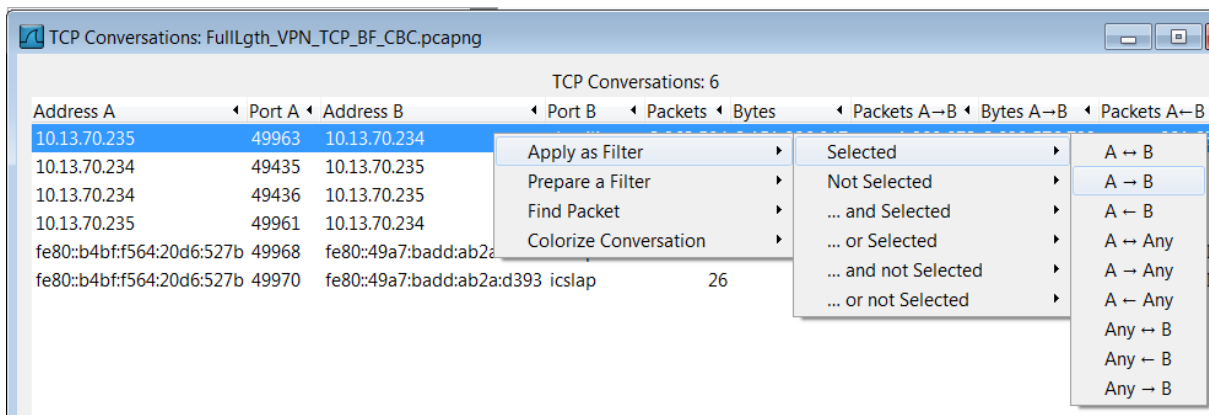 TCP Conversations: FullLgth_VPN_TCP_BF_CBC.pcapng
TCP Conversations: 6
Address A Port A Address B Port B Packets Bytes Packets A→B Bytes A→B Packets A←B
10.13.70.235 49963 10.13.70.234
10.13.70.234 49435 10.13.70.235
10.13.70.234 49436 10.13.70.235
10.13.70.235 49961 10.13.70.234
fe80::b4bf:f564:20d6:527b 49968 fe80::49a7:badd:ab2a
fe80::b4bf:f564:20d6:527b 49970 fe80::49a7:badd:ab2a:d393 icslap 26
Apply as Filter
Prepare a Filter
Find Packet
Colorize Conversation
Selected
Not Selected
... and Selected
... or Selected
... and not Selected
... or not Selected
A ↔ B
A → B
A ← B
A ↔ Any
A → Any
A ← Any
Any ↔ B
Any ← B
Any → B